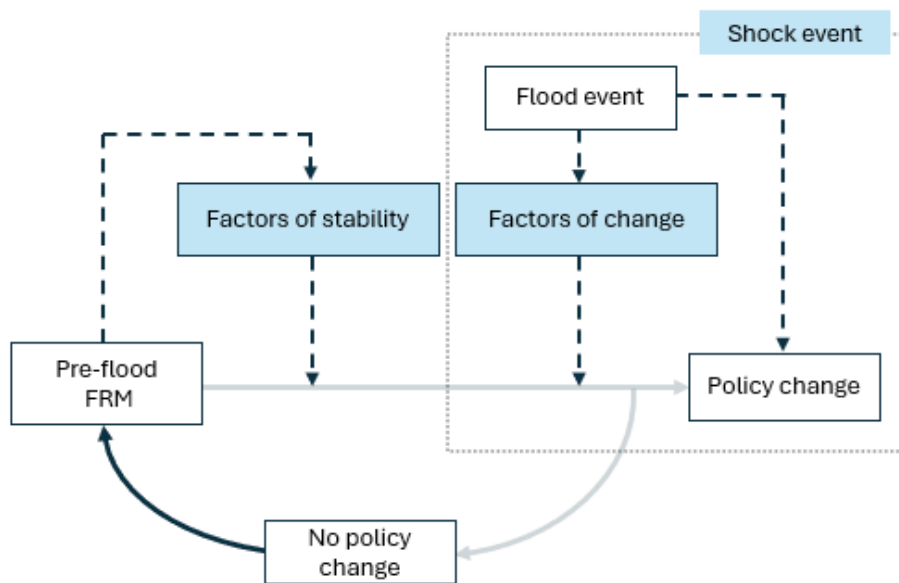 Shock event
Flood event
Factors of stability
Factors of change
Pre-flood
FRM
Policy change
No policy
change